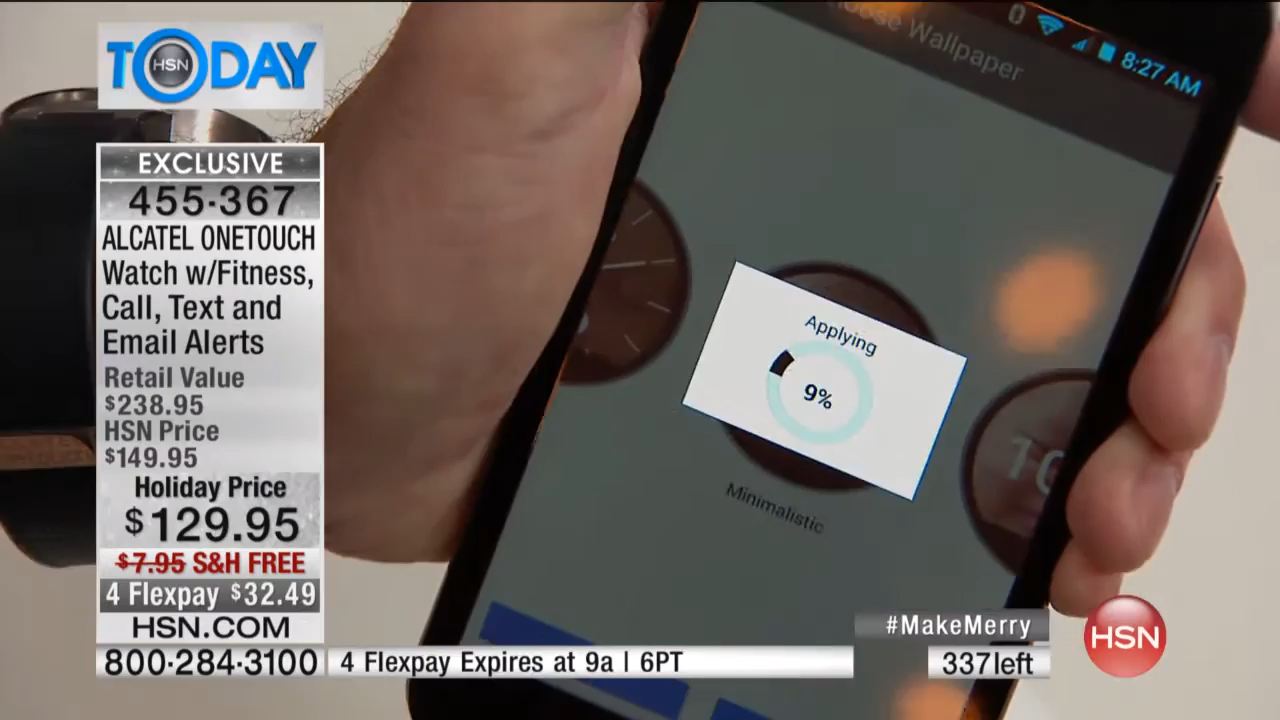 TODAY
HSN
EXCLUSIVE
455-367
ALCATEL ONETOUCH
Watch w/Fitness,
Call, Text and
Email Alerts
Retail Value
$238.95
HSN Price
$149.95
Holiday Price
$129.95
$7.95 S&H FREE
4 Flexpay $32.49
HSN.COM
800-284-3100
4 Flexpay Expires at 9a | 6PT
Wallpaper
8:27 AM
Applying
9%
Minimalistic
#MakeMerry
HSN
337left